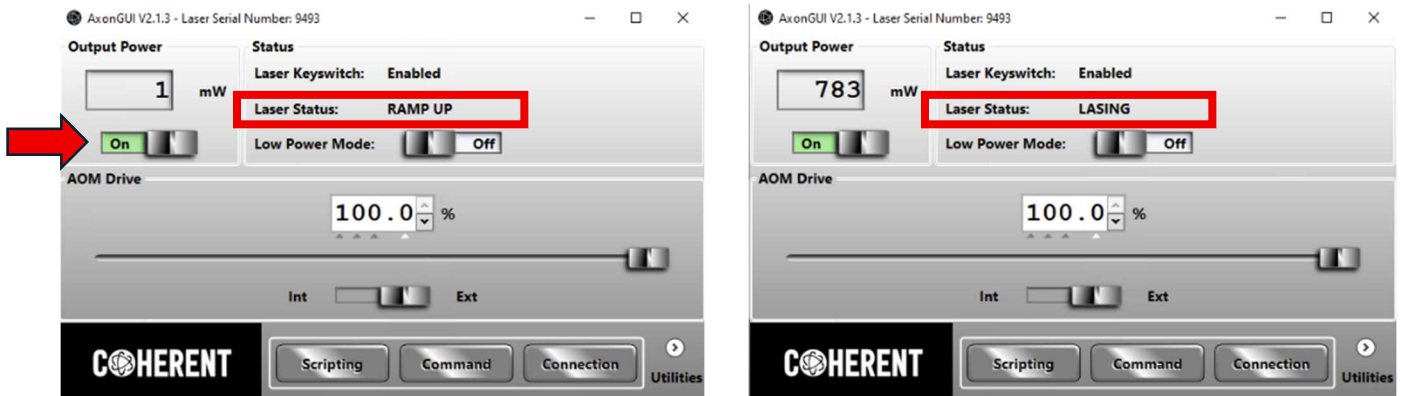 AxonGUI V2.1.3 - Laser Serial Number: 9493
Output Power
1 mW
On
Status
Laser Keyswitch: Enabled
Laser Status: RAMP UP
Low Power Mode: Off
AOM Drive
100.0 %
Int Ext
COHERENT
Scripting Command Connection
Utilities
AxonGUI V2.1.3 - Laser Serial Number: 9493
Output Power
783 mW
On
Status
Laser Keyswitch: Enabled
Laser Status: LASING
Low Power Mode: Off
AOM Drive
100.0 %
Int Ext
COHERENT
Scripting Command Connection
Utilities